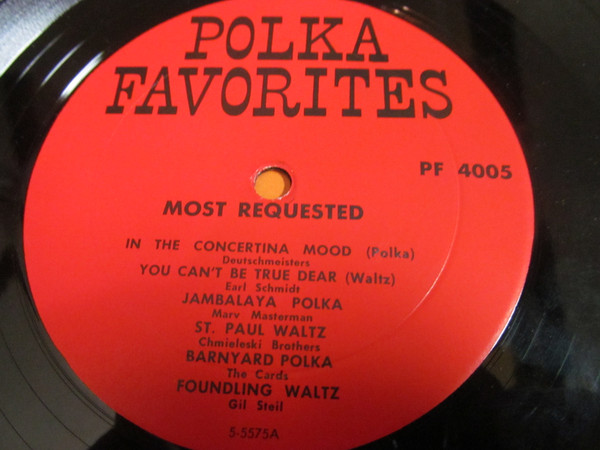 POLKA
FAVORITES
PF 4005
MOST REQUESTED
IN THE CONCERTINA MOOD (Polka)
Deutschmeisters
YOU CAN'T BE TRUE DEAR (Waltz)
Earl Schmidt
JAMBALAYA POLKA
Marv Masterman
ST. PAUL WALTZ
Chmieleski Brothers
BARNYARD POLKA
The Cards
FOUNDLING WALTZ
Gil Steil
5-5575A